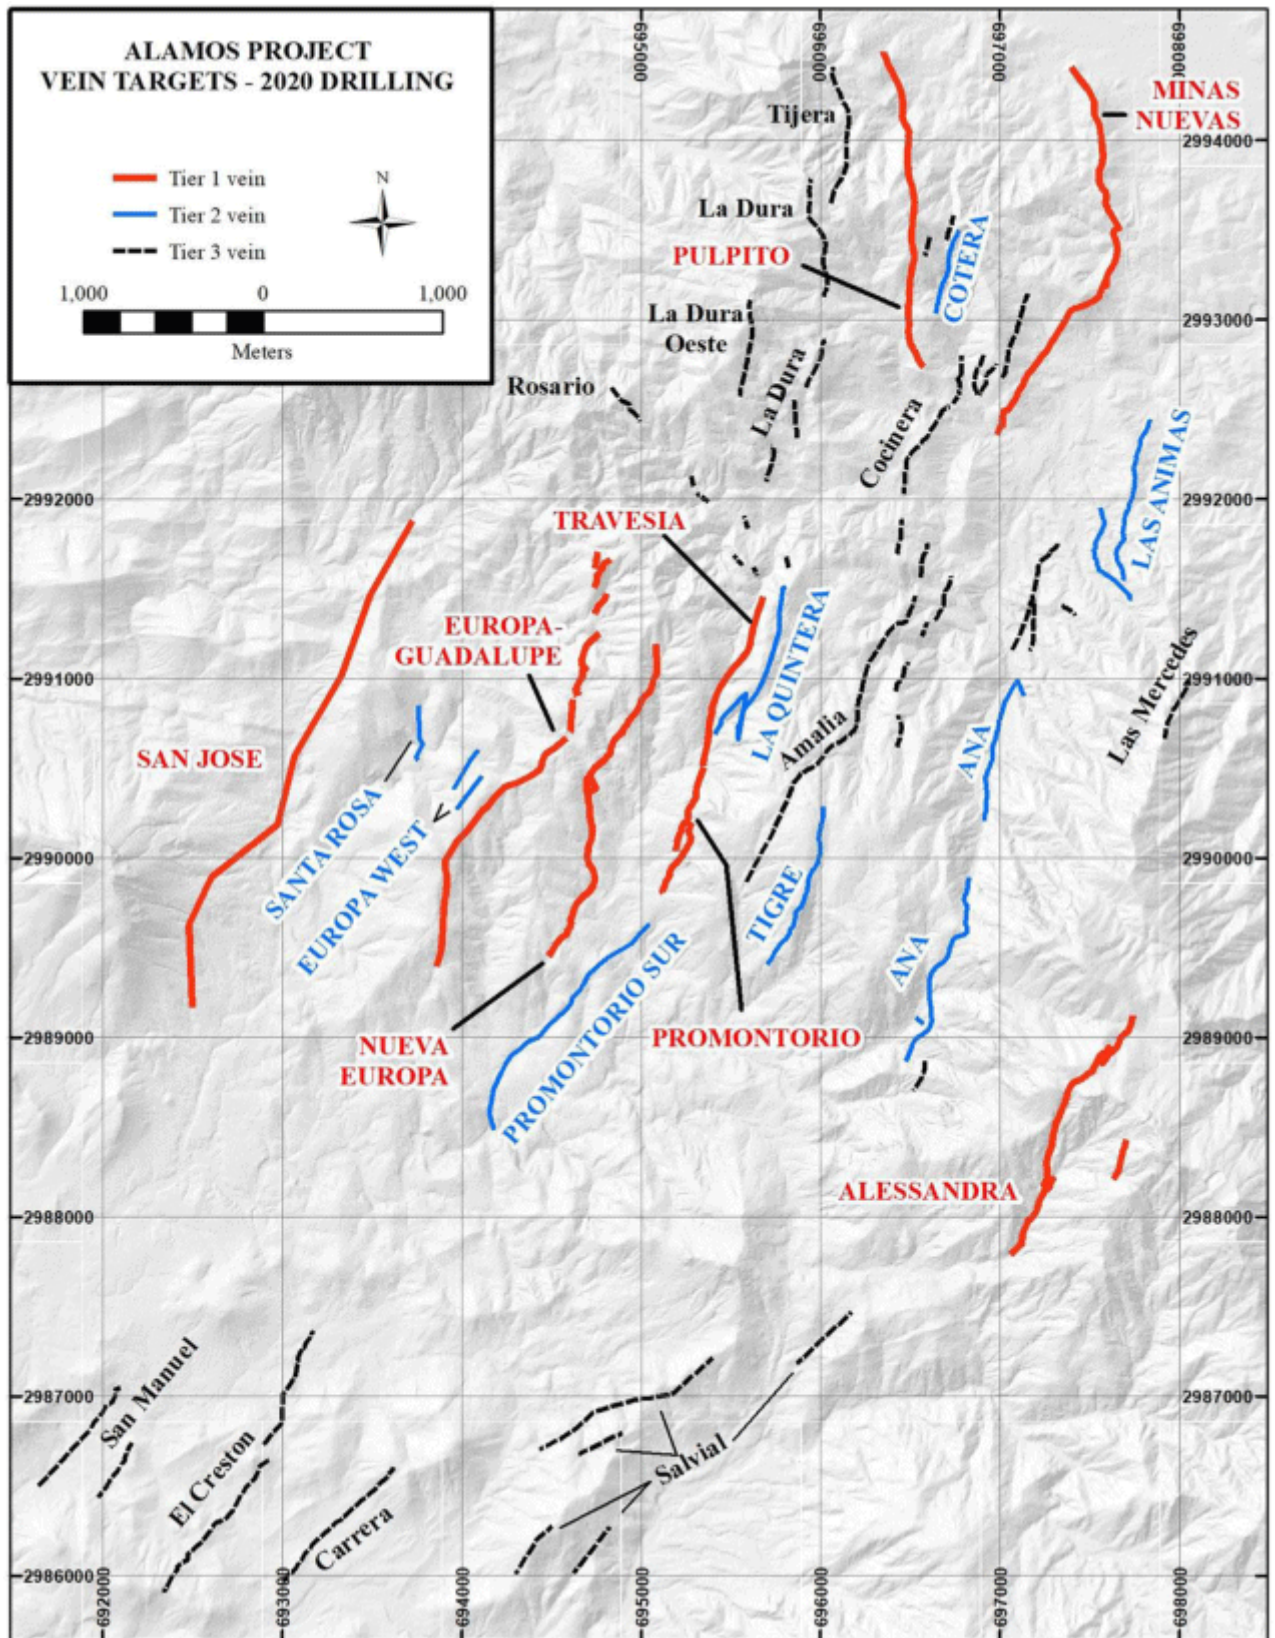 ALAMOS PROJECT
VEIN TARGETS - 2020 DRILLING
Tier 1 vein
Tier 2 vein
Tier 3 vein
N
1,000 0 1,000
Meters
695000 696000 697000 698000
MINAS
NUEVAS
Tijera
2994000
La Dura
PULPITO
COTERA
La Dura
Oeste
2993000
Rosario
La Dura
Cocinera
LAS ANIMAS
2992000 2992000
TRAVESIA
EUROPA-
GUADALUPE
LA QUINTERA
Las Mercedes
2991000 2991000
SAN JOSE
Amalia
ANA
SANTA ROSA
EUROPA WEST
2990000 2990000
TIGRE
ANA
PROMONTORIO SUR
PROMONTORIO
2989000 2989000
NUEVA
EUROPA
ALESSANDRA
2988000 2988000
San Manuel
2987000 2987000
El Creston
Salvial
Carrera
2986000 2986000
692000 693000 694000 695000 696000 697000 698000